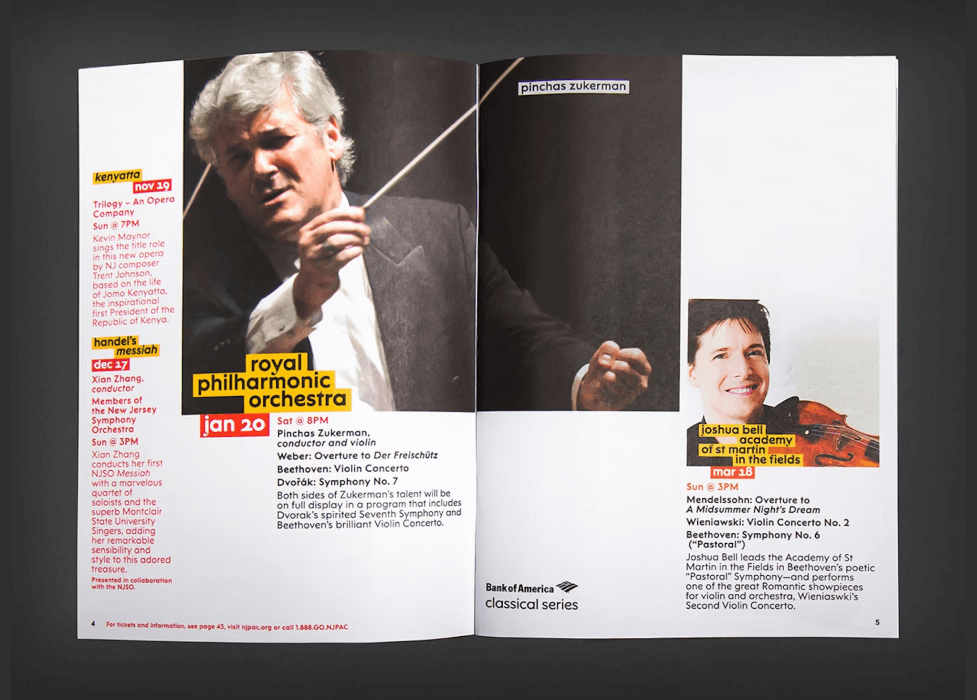 kenyatta
nov 19
Trilogy – An Opera
Company
Sun @ 7PM
Kevin Maynor
sings the title role
in this new opera
by NJ composer
Trent Johnson,
based on the life
of Jomo Kenyatta,
the inspirational
first President of the
Republic of Kenya.
handel's
messiah
dec 17
Xian Zhang,
conductor
Members of
the New Jersey
Symphony
Orchestra
Sun @ 3PM
Xian Zhang
conducts her first
NJSO Messiah
with a marvelous
quartet of
soloists and the
superb Montclair
State University
Singers, adding
her remarkable
sensibility and
style to this adored
treasure.
Presented in collaboration
with the NJSO.
4 For tickets and information, see page 43, visit njpac.org or call 1.888.GO.NJPAC
royal
philharmonic
orchestra
jan 20
Sat @ 8PM
Pinchas Zukerman,
conductor and violin
Weber: Overture to Der Freischütz
Beethoven: Violin Concerto
Dvořák: Symphony No. 7
Both sides of Zukerman's talent will be
on full display in a program that includes
Dvorak's spirited Seventh Symphony and
Beethoven's brilliant Violin Concerto.
pinchas zukerman
Bank of America
classical series
joshua bell
academy
of st martin
in the fields
mar 18
Sun @ 3PM
Mendelssohn: Overture to
A Midsummer Night's Dream
Wieniawski: Violin Concerto No. 2
Beethoven: Symphony No. 6
("Pastoral")
Joshua Bell leads the Academy of St
Martin in the Fields in Beethoven's poetic
"Pastoral" Symphony—and performs
one of the great Romantic showpieces
for violin and orchestra, Wieniaswki's
Second Violin Concerto.
5